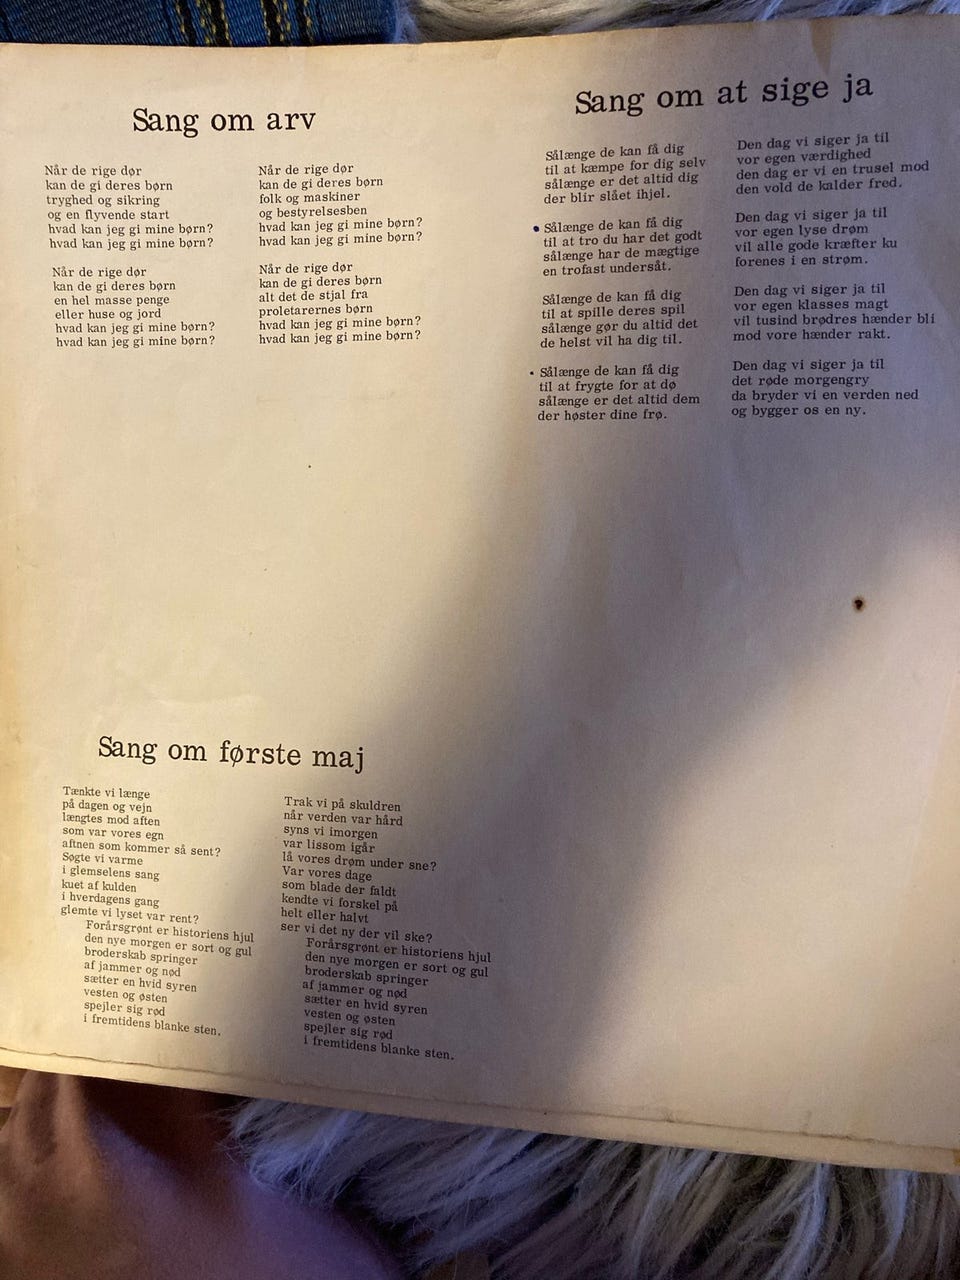 Sang om arv
Når de rige dør
kan de gi deres børn
tryghed og sikring
og en flyvende start
hvad kan jeg gi mine børn?
hvad kan jeg gi mine børn?
Når de rige dør
kan de gi deres børn
en hel masse penge
eller huse og jord
hvad kan jeg gi mine børn?
hvad kan jeg gi mine børn?
Når de rige dør
kan de gi deres børn
folk og maskiner
og bestyrelsesben
hvad kan jeg gi mine børn?
hvad kan jeg gi mine børn?
Når de rige dør
kan de gi deres børn
alt det de stjal fra
proletarernes børn
hvad kan jeg gi mine børn?
hvad kan jeg gi mine børn?
Sang om at sige ja
Sålænge de kan få dig
til at kæmpe for dig selv
sålænge er det altid dig
der blir slået ihjel.
Sålænge de kan få dig
til at tro du har det godt
sålænge har de mægtige
en trofast undersåt.
Sålænge de kan få dig
til at spille deres spil
sålænge gør du altid det
de helst vil ha dig til.
Sålænge de kan få dig
til at frygte for at dø
sålænge er det altid dem
der høster dine frø.
Den dag vi siger ja til
vor egen værdighed
den dag er vi en trusel mod
den vold de kalder fred.
Den dag vi siger ja til
vor egen lyse drøm
vil alle gode kræfter ku
forenes i en strøm.
Den dag vi siger ja til
vor egen klasses magt
vil tusind brødres hænder bli
mod vore hænder rakt.
Den dag vi siger ja til
det røde morgengry
da bryder vi en verden ned
og bygger os en ny.
Sang om første maj
Tænkte vi længe
på dagen og vejn
længtes mod aften
som var vores egn
aftnen som kommer så sent?
Søgte vi varme
i glemselens sang
kuet af kulden
i hverdagens gang
glemte vi lyset var rent?
Forårsgrønt er historiens hjul
den nye morgen er sort og gul
broderskab springer
af jammer og nød
sætter en hvid syren
vesten og østen
spejler sig rød
i fremtidens blanke sten.
Trak vi på skuldren
når verden var hård
syns vi imorgen
var lissom igår
lå vores drøm under sne?
Var vores dage
som blade der faldt
kendte vi forskel på
helt eller halvt
ser vi det ny der vil ske?
Forårsgrønt er historiens hjul
den nye morgen er sort og gul
broderskab springer
af jammer og nød
sætter en hvid syren
vesten og østen
spejler sig rød
i fremtidens blanke sten.